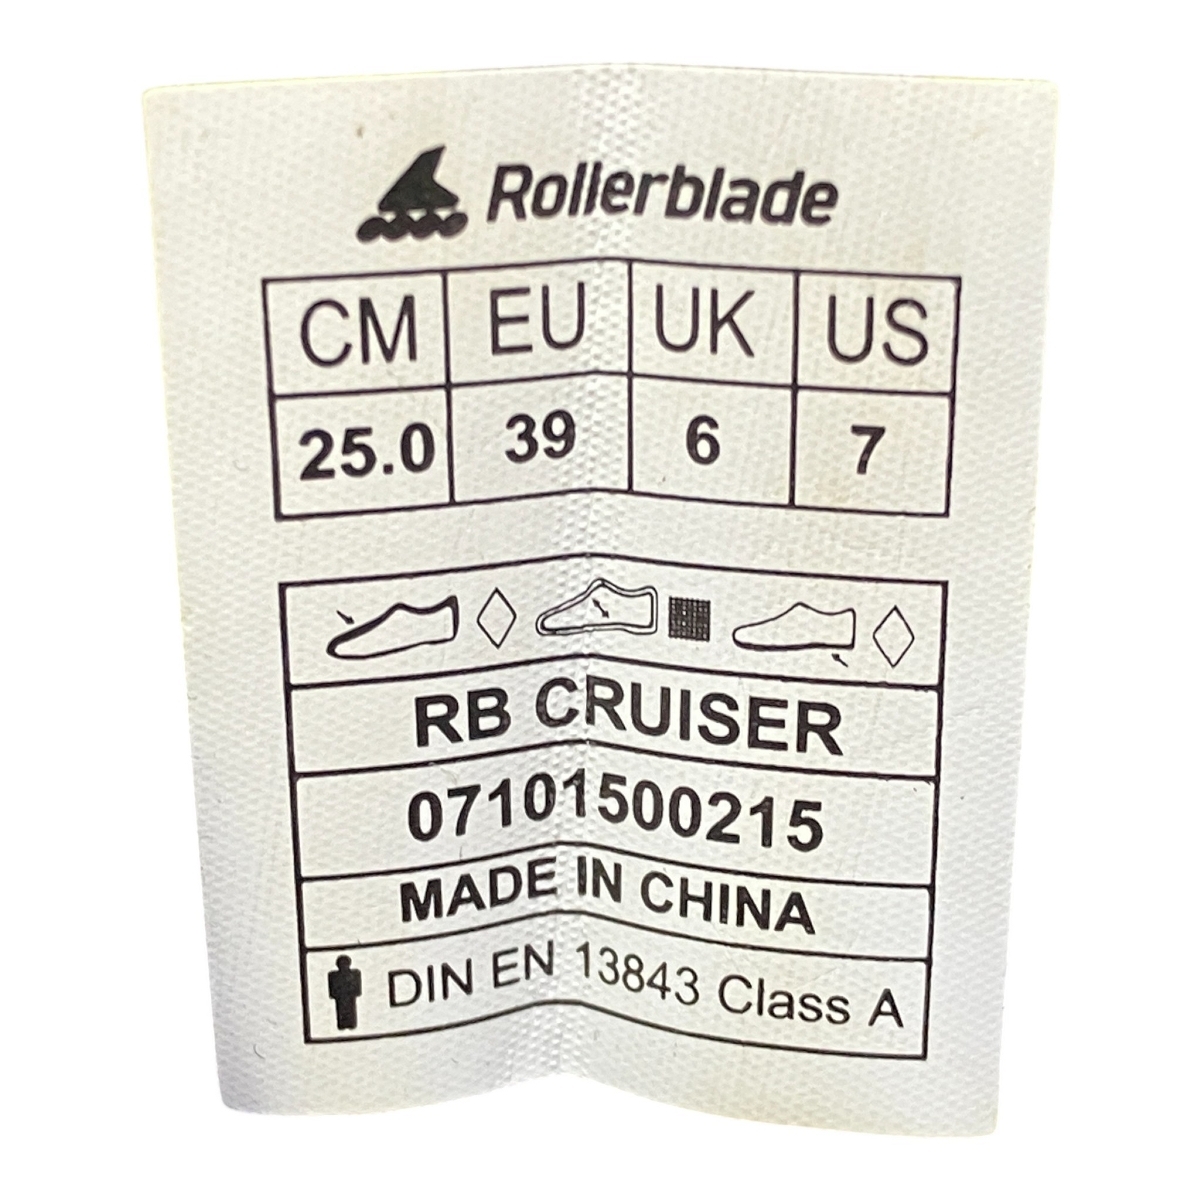 Rollerblade
CM EU UK US
25.0 39 6 7
RB CRUISER
07101500215
MADE IN CHINA
DIN EN 13843 Class A